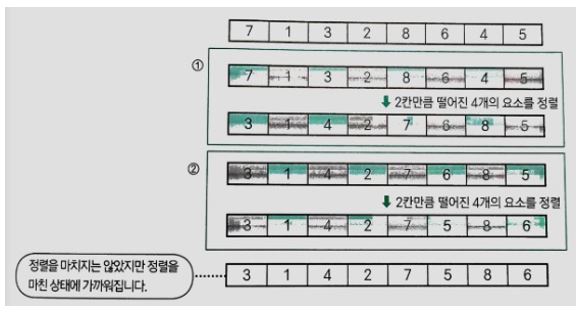 7 1 3 2 8 6 4 5
①
7 1 3 2 8 6 4 5
2칸만큼 떨어진 4개의 요소를 정렬
3 1 4 2 7 6 8 5
②
3 1 4 2 7 6 8 5
2칸만큼 떨어진 4개의 요소를 정렬
3 1 4 2 7 5 8 6
정렬을 마치지는 않았지만 정렬을
마친 상태에 가까워집니다.
3 1 4 2 7 5 8 6